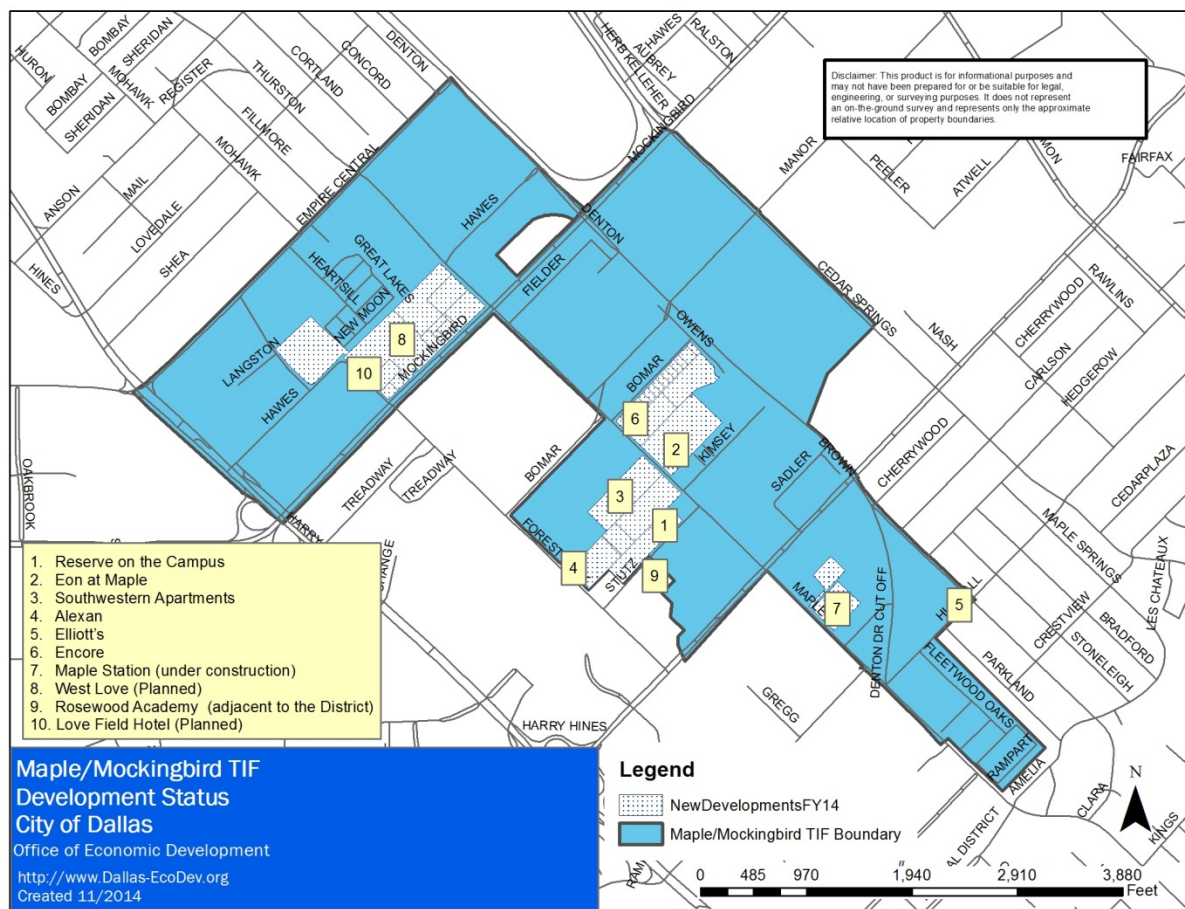 HURON
BOMBAY
SHERIDAN
BOMBAY
SHERIDAN
MOHAWK
REGISTER
THURSTON
CORTLAND
CONCORD
DENTON
FILLMORE
MOHAWK
EMPIRE CENTRAL
ANSON
MAIL
LOVEDALE
SHEA
HINES
HERB KELLEHER
AUBREY
HAWES
RALSTON
MOCKINGBIRD
Disclaimer: This product is for informational purposes and
may not have been prepared for or be suitable for legal,
engineering, or surveying purposes. It does not represent
an on-the-ground survey and represents only the approximate
relative location of property boundaries.
MANOR
PEELER
ATWELL
FAIRFAX
HAWES
DENTON
FIELDER
GREAT LAKES
HEARTSILL
NEW MOON
LANGSTON
HAWES
MOCKINGBIRD
8
10
CEDAR SPRINGS
NASH
RAWLINS
CHERRYWOOD
CARLSON
HEDGEROW
OWENS
BOMAR
6
2
KIMSEY
3
1
SADLER
BROWN
CHERRYWOOD
CEDARPLAZA
MAPLE SPRINGS
LES CHATEAUX
BRADFORD
STONELEIGH
CRESTVIEW
PARKLAND
OAKBROOK
TREADWAY
TREADWAY
BOMAR
FOREST
4
STUTZ
9
MAPLE
7
5
DENTON DR CUT OFF
FLEETWOOD OAKS
RAMPART
AMELIA
CLARA
KINGS
GREGG
HARRY HINES
HARRY
1. Reserve on the Campus
2. Eon at Maple
3. Southwestern Apartments
4. Alexan
5. Elliott's
6. Encore
7. Maple Station (under construction)
8. West Love (Planned)
9. Rosewood Academy (adjacent to the District)
10. Love Field Hotel (Planned)
Maple/Mockingbird TIF
Development Status
City of Dallas
Office of Economic Development
http://www.Dallas-EcoDev.org
Created 11/2014
Legend
NewDevelopmentsFY14
Maple/Mockingbird TIF Boundary
N
0 485 970 1,940 2,910 3,880
Feet